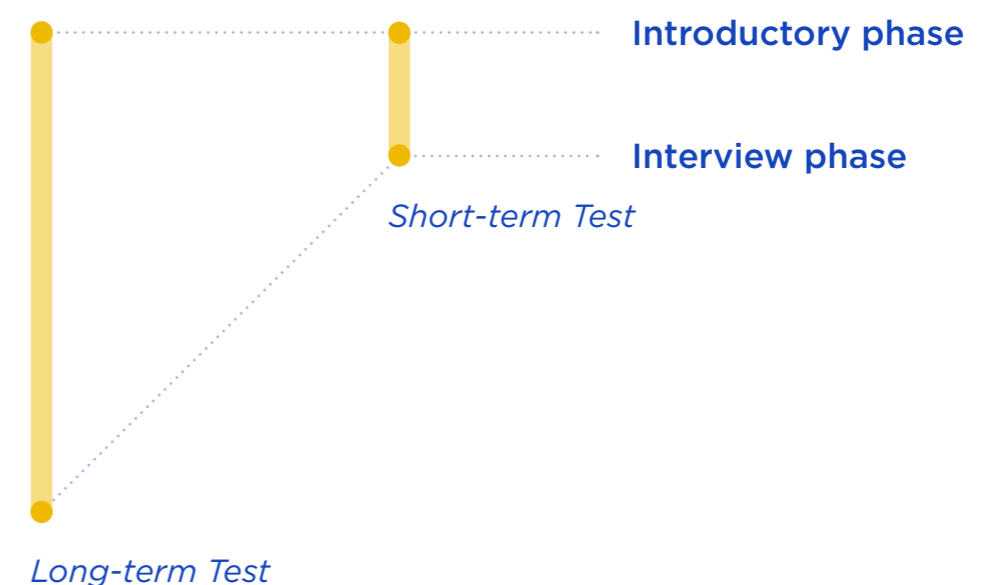 Introductory phase
Interview phase
Short-term Test
Long-term Test